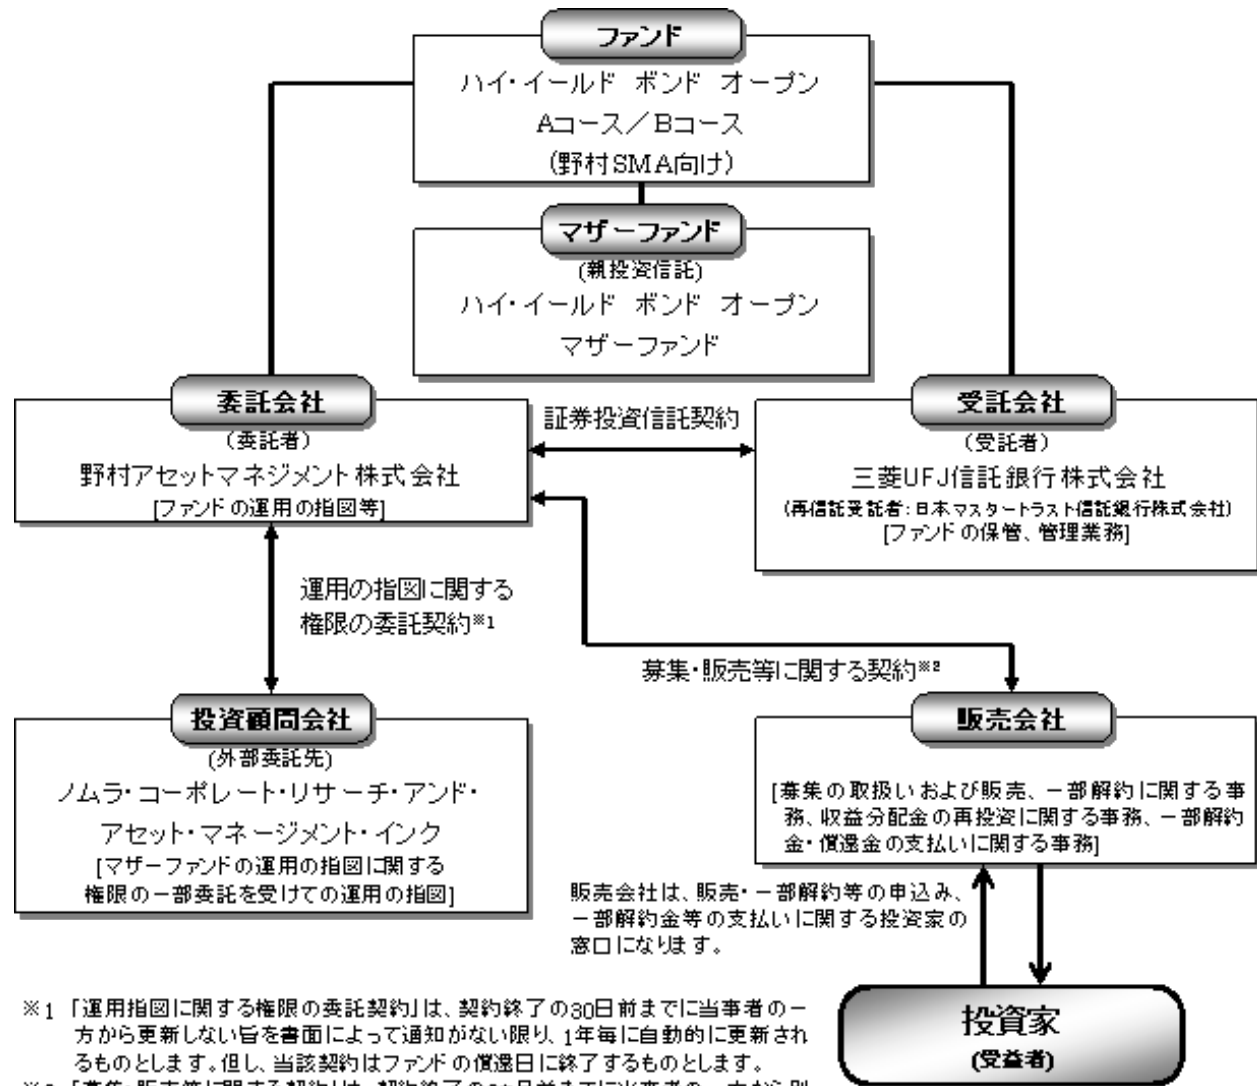 ファンド
ハイ・イールド ボンド オープン
Aコース／Bコース
(野村SMA向け)
マザーファンド
(親投資信託)
ハイ・イールド ボンド オープン
マザーファンド
委託会社
(委託者)
野村アセットマネジメント株式会社
[ファンドの運用の指図等]
証券投資信託契約
受託会社
(受託者)
三菱UFJ信託銀行株式会社
(再信託受託者:日本マスタートラスト信託銀行株式会社)
[ファンドの保管、管理業務]
運用の指図に関する
権限の委託契約※1
募集・販売等に関する契約※2
投資顧問会社
(外部委託先)
ノムラ・コーポレート・リサーチ・アンド・
アセット・マネージメント・インク
[マザーファンドの運用の指図に関する
権限の一部委託を受けての運用の指図]
販売会社
[募集の取扱いおよび販売、一部解約に関する事
務、収益分配金の再投資に関する事務、一部解約
金・償還金の支払いに関する事務]
販売会社は、販売・一部解約等の申込み、
一部解約金等の支払いに関する投資家の
窓口になります。
投資家
(受益者)
※1 「運用指図に関する権限の委託契約」は、契約終了の30日前までに当事者の一
方から更新しない旨を書面によって通知がない限り、1年毎に自動的に更新され
るものとします。但し、当該契約はファンドの償還日に終了するものとします。